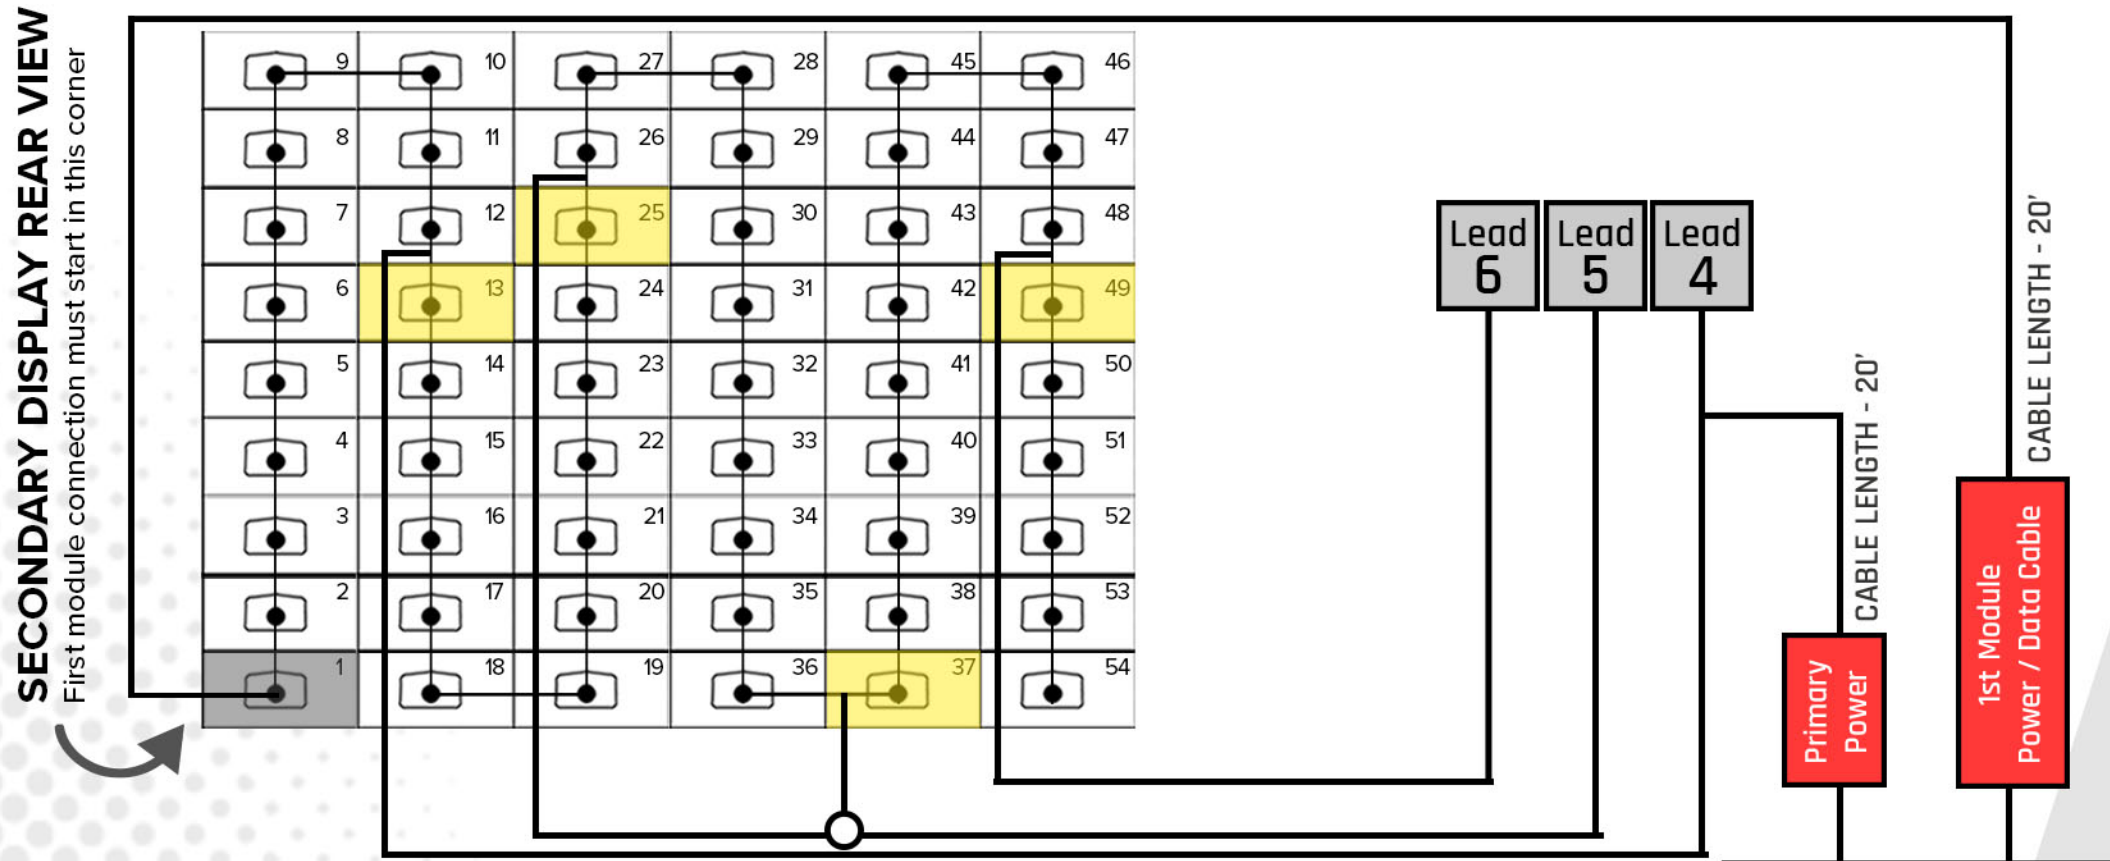 SECONDARY DISPLAY REAR VIEW
First module connection must start in this corner
9 10 27 28 45 46
8 11 26 29 44 47
7 12 25 30 43 48
6 13 24 31 42 49
5 14 23 32 41 50
4 15 22 33 40 51
3 16 21 34 39 52
2 17 20 35 38 53
1 18 19 36 37 54
Lead
6
Lead
5
Lead
4
CABLE LENGTH - 20'
Primary
Power
CABLE LENGTH - 20'
1st Module
Power / Data Cable